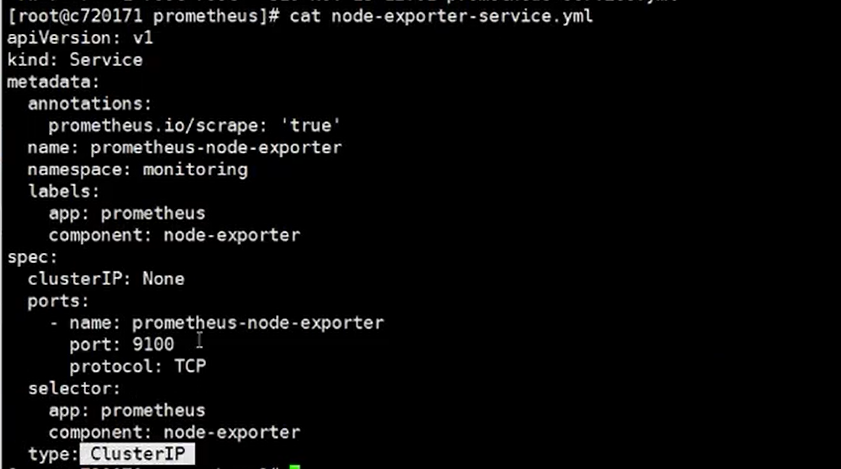 [root@c720171 prometheus]# cat node-exporter-service.yml
apiVersion: v1
kind: Service
metadata:
  annotations:
    prometheus.io/scrape: 'true'
  name: prometheus-node-exporter
  namespace: monitoring
  labels:
    app: prometheus
    component: node-exporter
spec:
  clusterIP: None
  ports:
    - name: prometheus-node-exporter
      port: 9100
      protocol: TCP
  selector:
    app: prometheus
    component: node-exporter
  type: ClusterIP